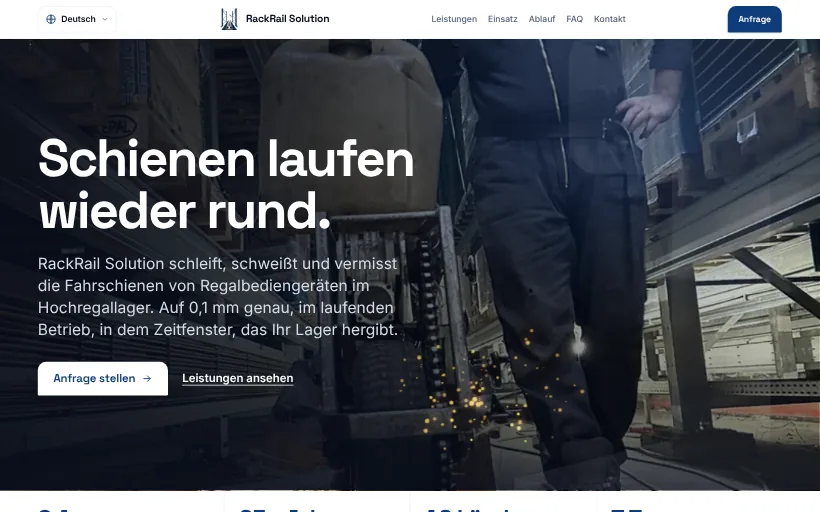 Deutsch
RackRail Solution
Leistungen Einsatz Ablauf FAQ Kontakt
Anfrage
Schienen laufen
wieder rund.
RackRail Solution schleift, schweißt und vermisst
die Fahrschienen von Regalbediengeräten im
Hochregallager. Auf 0,1 mm genau, im laufenden
Betrieb, in dem Zeitfenster, das Ihr Lager hergibt.
Anfrage stellen →
Leistungen ansehen